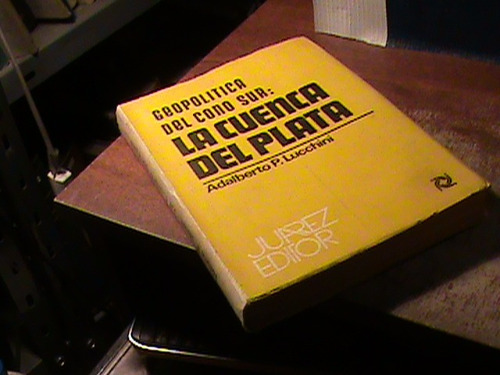 GEOPOLITICA
DEL CONO SUR:
LA CUENCA
DEL PLATA
Adalberto P. Lucchini
JUAREZ
EDITOR